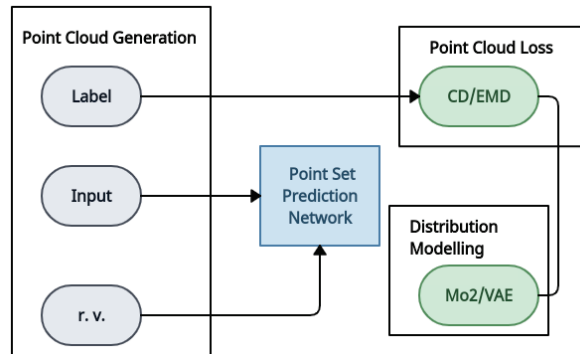 Point Cloud Generation
Label
Input
r. v.
Point Set
Prediction
Network
Point Cloud Loss
CD/EMD
Distribution
Modelling
Mo2/VAE